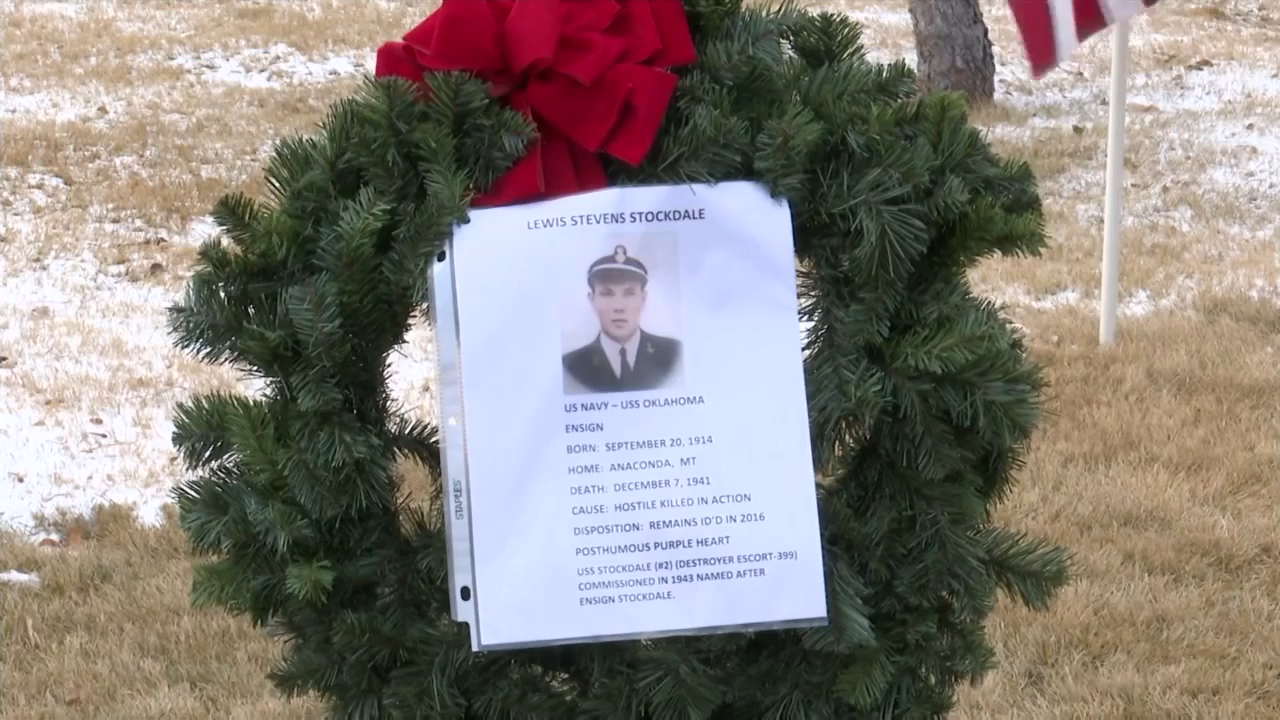 LEWIS STEVENS STOCKDALE
US NAVY – USS OKLAHOMA
ENSIGN
BORN: SEPTEMBER 20, 1914
HOME: ANACONDA, MT
DEATH: DECEMBER 7, 1941
CAUSE: HOSTILE KILLED IN ACTION
DISPOSITION: REMAINS ID'D IN 2016
POSTHUMOUS PURPLE HEART
USS STOCKDALE (#2) (DESTROYER ESCORT-399)
COMMISSIONED IN 1943 NAMED AFTER
ENSIGN STOCKDALE.
STAPLES